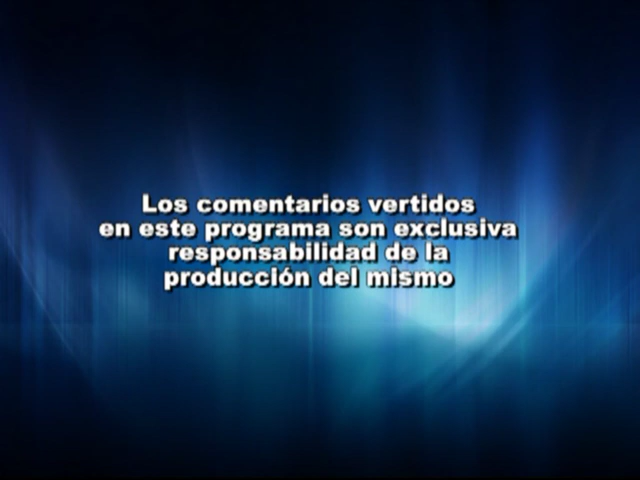 Los comentarios vertidos
en este programa son exclusiva
responsabilidad de la
producción del mismo